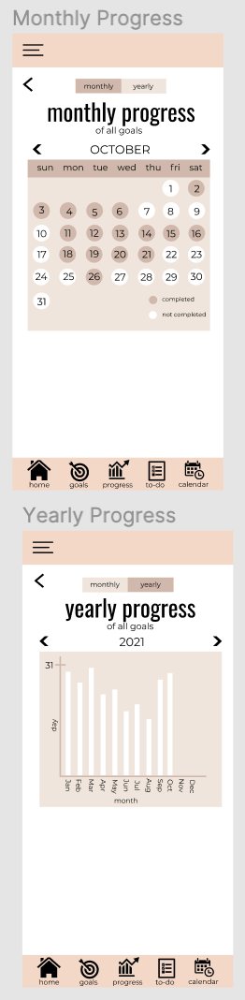 Monthly Progress
monthly yearly
monthly progress
of all goals
OCTOBER
sun mon tue wed thu fri sat
1 2
3 4 5 6 7 8 9
10 11 12 13 14 15 16
17 18 19 20 21 22 23
24 25 26 27 28 29 30
31
completed
not completed
home goals progress to-do calendar
Yearly Progress
monthly yearly
yearly progress
of all goals
2021
31
day
Jan Feb Mar Apr May Jun Jul Aug Sep Oct Nov Dec
month
home goals progress to-do calendar